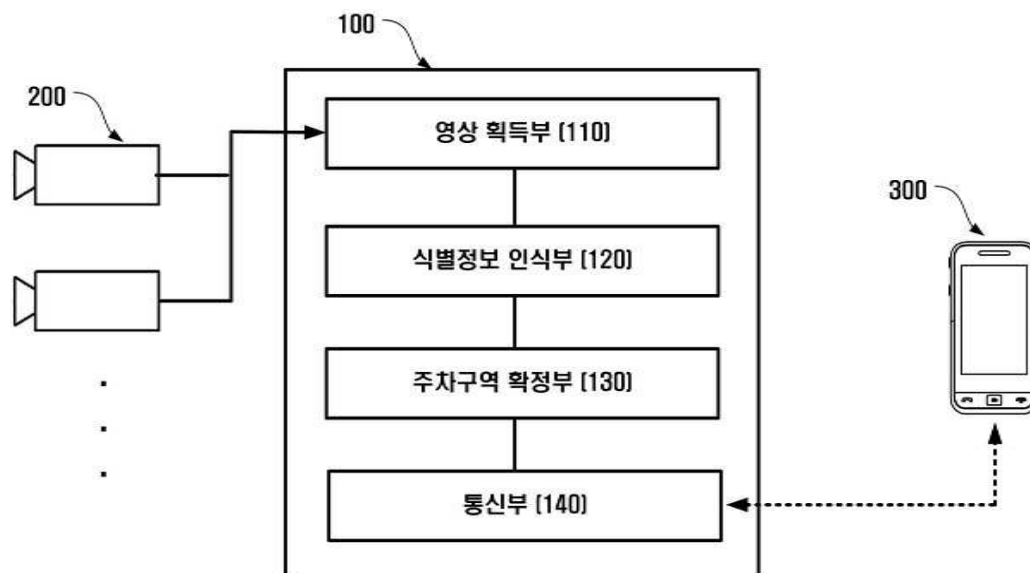 100
200
영상 획득부 (110)
300
식별정보 인식부 (120)
주차구역 확정부 (130)
통신부 (140)